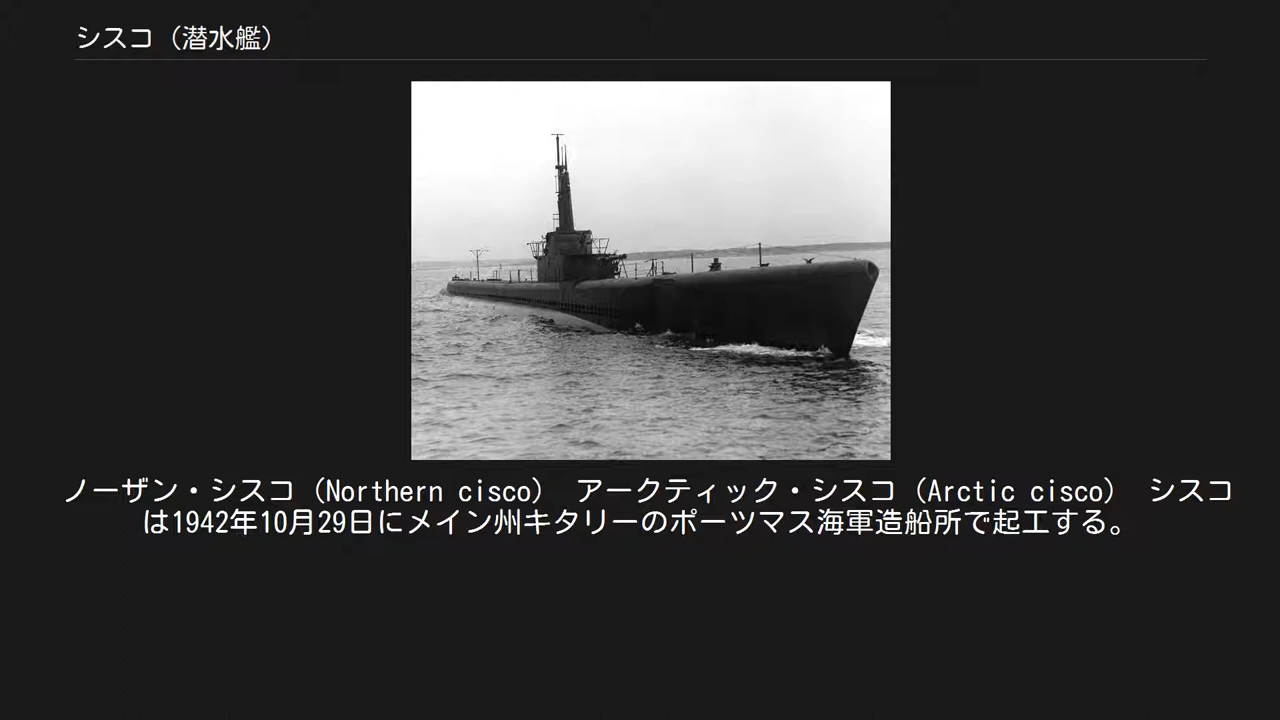 シスコ（潜水艦）
ノーザン・シスコ（Northern cisco）　アークティック・シスコ（Arctic cisco）　シスコ
は1942年10月29日にメイン州キタリーのポーツマス海軍造船所で起工する。